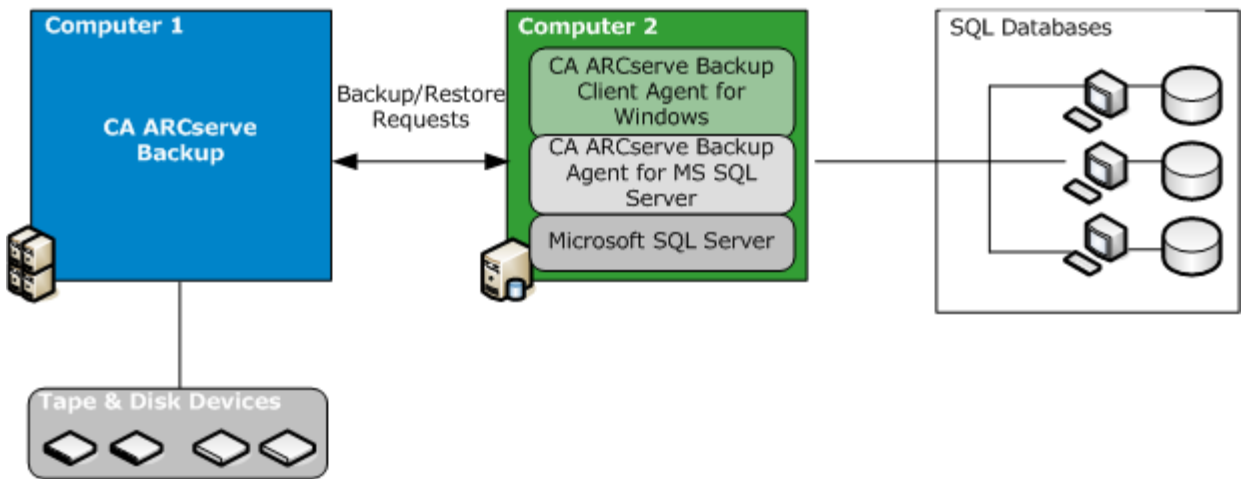 Computer 1
CA ARCserve
Backup
Backup/Restore
Requests
Computer 2
CA ARCserve Backup
Client Agent for
Windows
CA ARCserve Backup
Agent for MS SQL
Server
Microsoft SQL Server
SQL Databases
Tape & Disk Devices